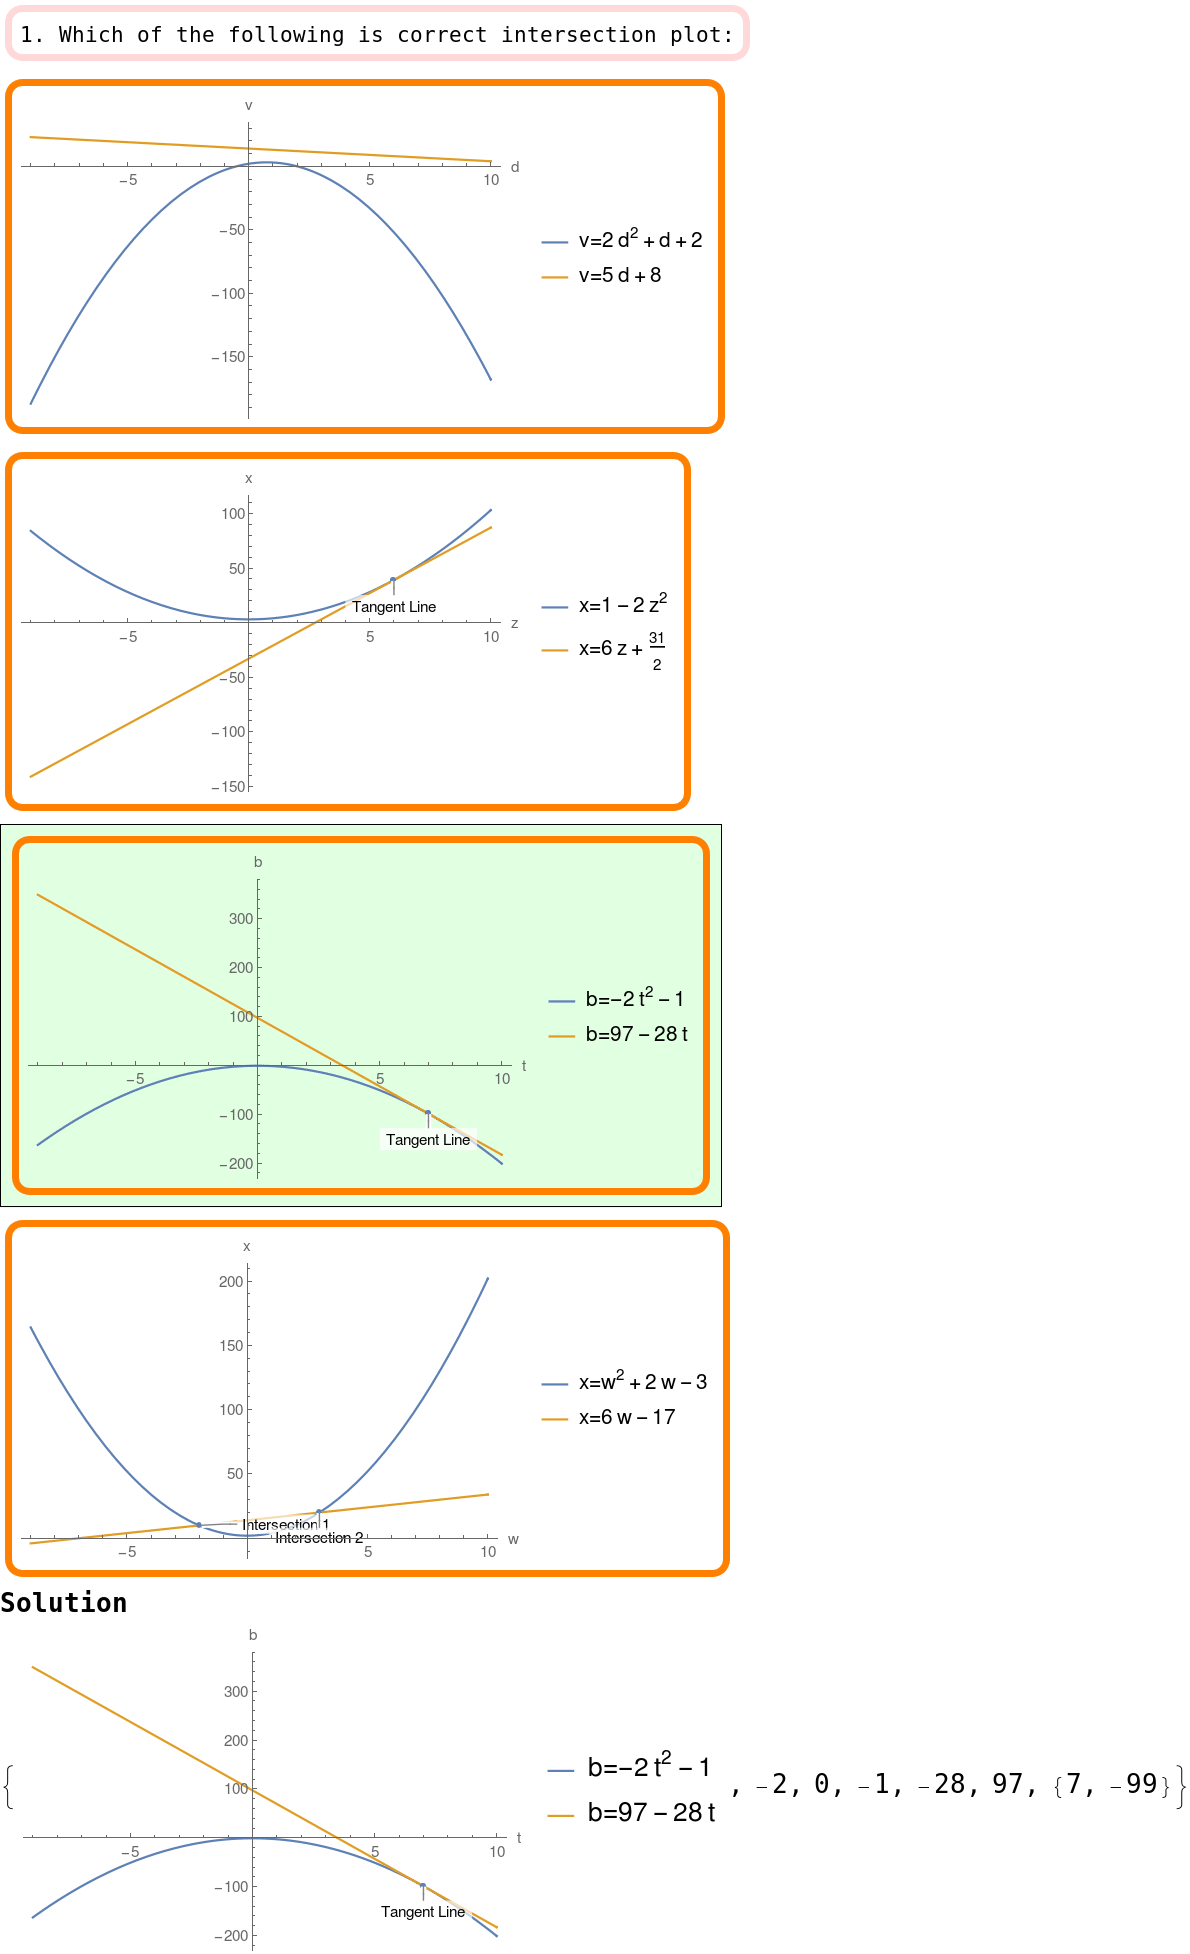 1. Which of the following is correct intersection plot:
v
d
−5
5
10
−50
−100
−150
v=2 d² + d + 2
v=5 d + 8
x
100
50
Tangent Line
−5
5
10
z
−50
−100
−150
x=1 − 2 z²
x=6 z + 31/2
b
300
200
100
−5
5
10
t
−100
Tangent Line
−200
b=−2 t² − 1
b=97 − 28 t
x
200
150
100
50
Intersection 1
Intersection 2
−5
5
10
w
x=w² + 2 w − 3
x=6 w − 17
Solution
b
300
200
100
−5
5
10
t
−100
Tangent Line
−200
b=−2 t² − 1
b=97 − 28 t
{ , −2, 0, −1, −28, 97, {7, −99}}